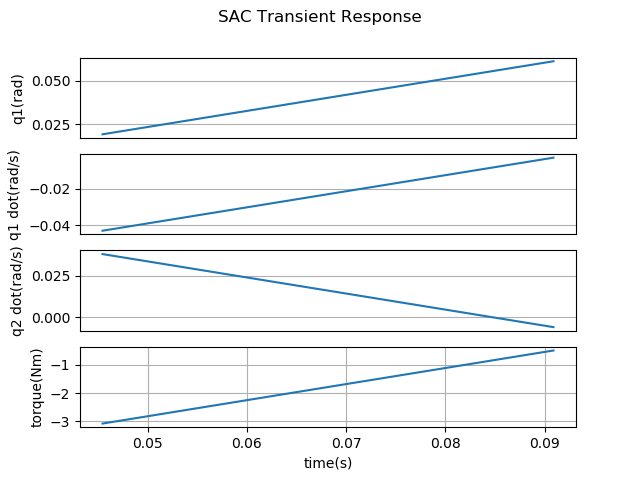 SAC Transient Response
q1(rad)
0.050
0.025
q1 dot(rad/s)
−0.02
−0.04
q2 dot(rad/s)
0.025
0.000
torque(Nm)
−1
−2
−3
0.05 0.06 0.07 0.08 0.09
time(s)